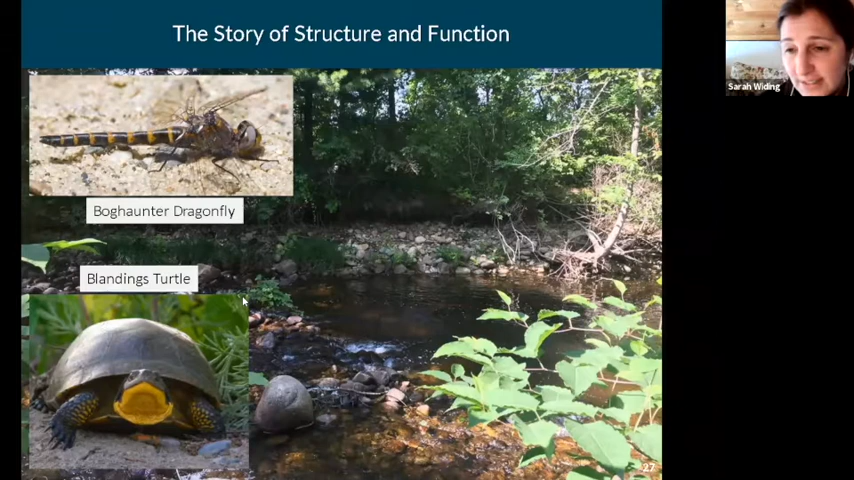 The Story of Structure and Function
Sarah Widing
Boghaunter Dragonfly
Blandings Turtle
27